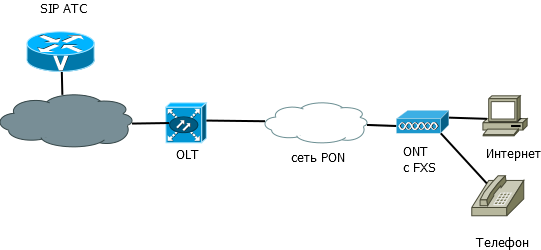 SIP АТС
V
OLT
сеть PON
ONT
с FXS
Интернет
Телефон